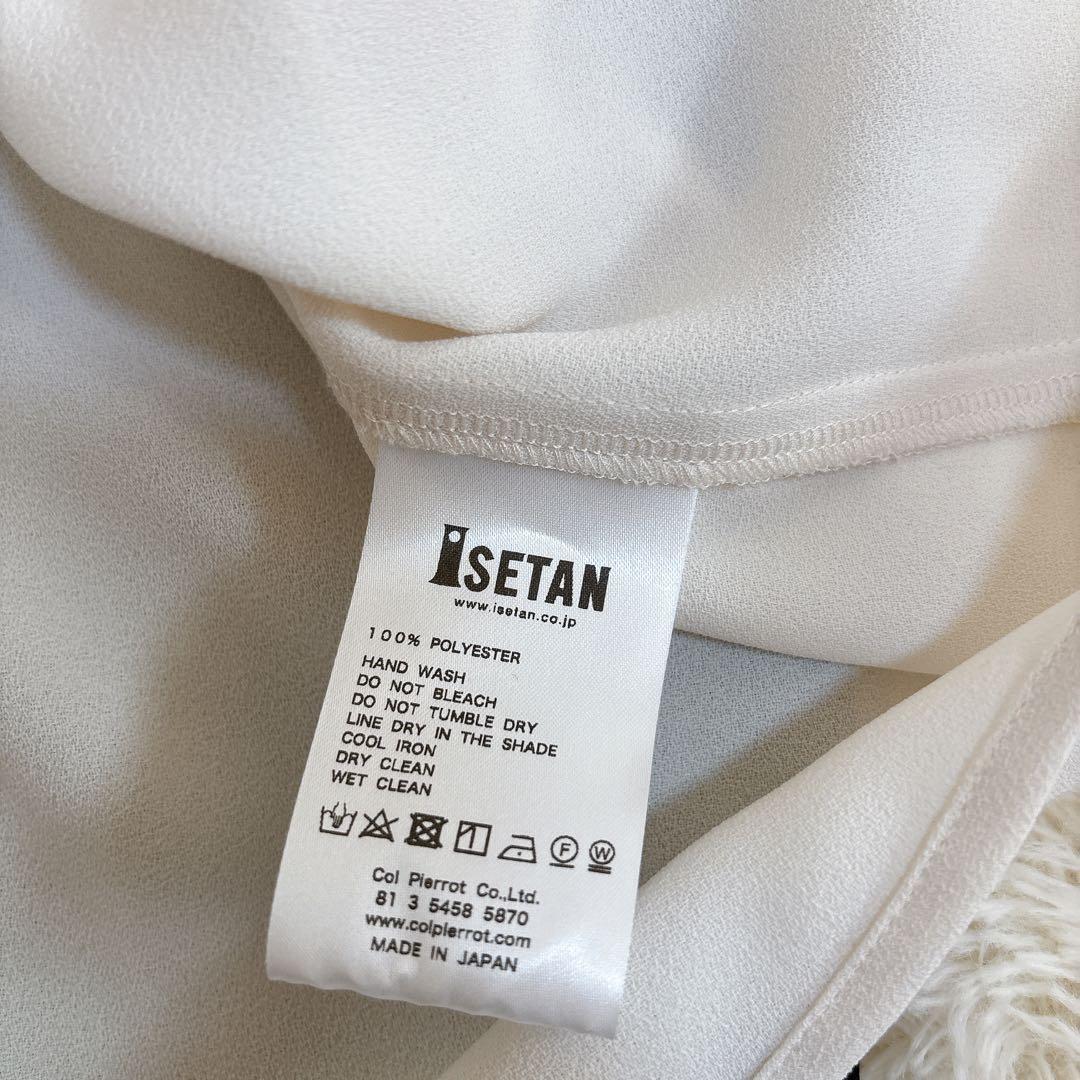 ISETAN
www.isetan.co.jp
100% POLYESTER
HAND WASH
DO NOT BLEACH
DO NOT TUMBLE DRY
LINE DRY IN THE SHADE
COOL IRON
DRY CLEAN
WET CLEAN
F W
Col Pierrot Co.,Ltd.
81 3 5458 5870
www.colpierrot.com
MADE IN JAPAN